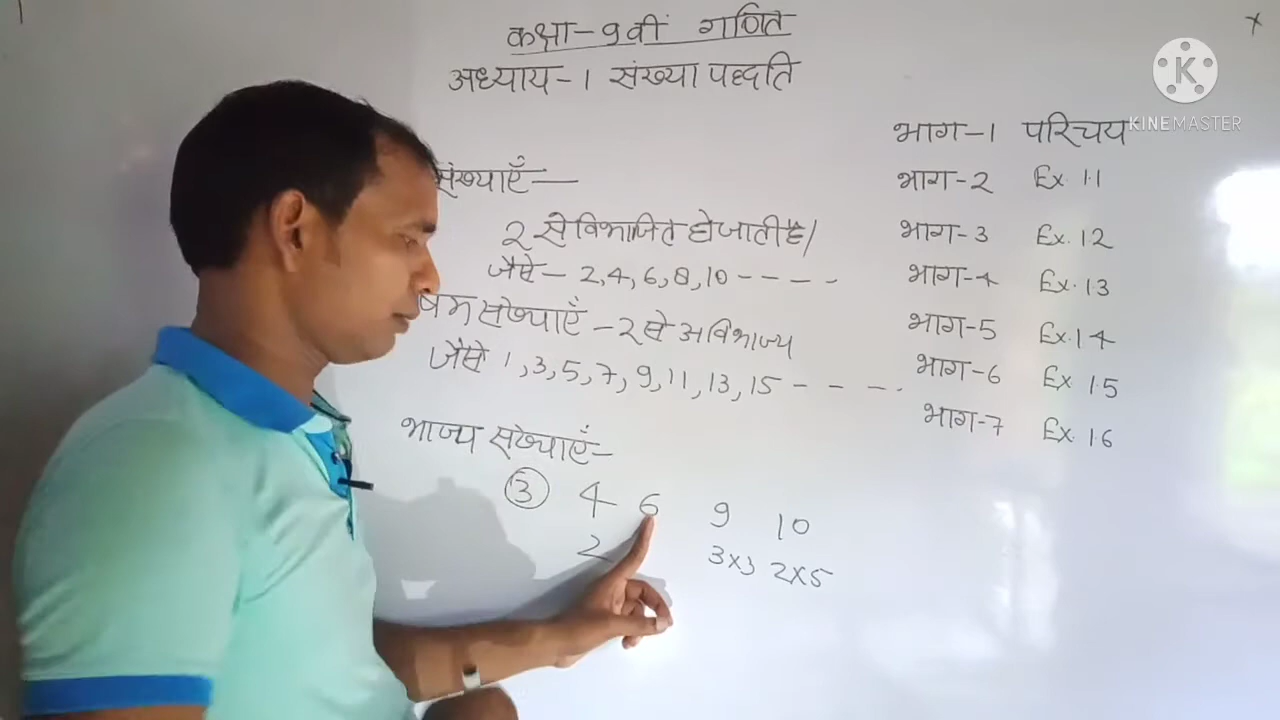 कक्षा-9वीं गणित
अध्याय-1 संख्या पद्धति
संख्याएँ-
2 से विभाजित हो जाती है।
जैसे- 2,4,6,8,10 - - - -
षम संख्याएँ - 2 से अविभाज्य
जैसे 1,3,5,7,9,11,13,15 - - - -
भाज्य संख्याएँ-
3 4 6 9 10
2 3x3 2x5
भाग-1 परिचय
भाग-2 Ex 1.1
भाग-3 Ex. 1.2
भाग-4 Ex. 1.3
भाग-5 Ex. 1.4
भाग-6 Ex 1.5
भाग-7 Ex. 1.6
K
KINEMASTER